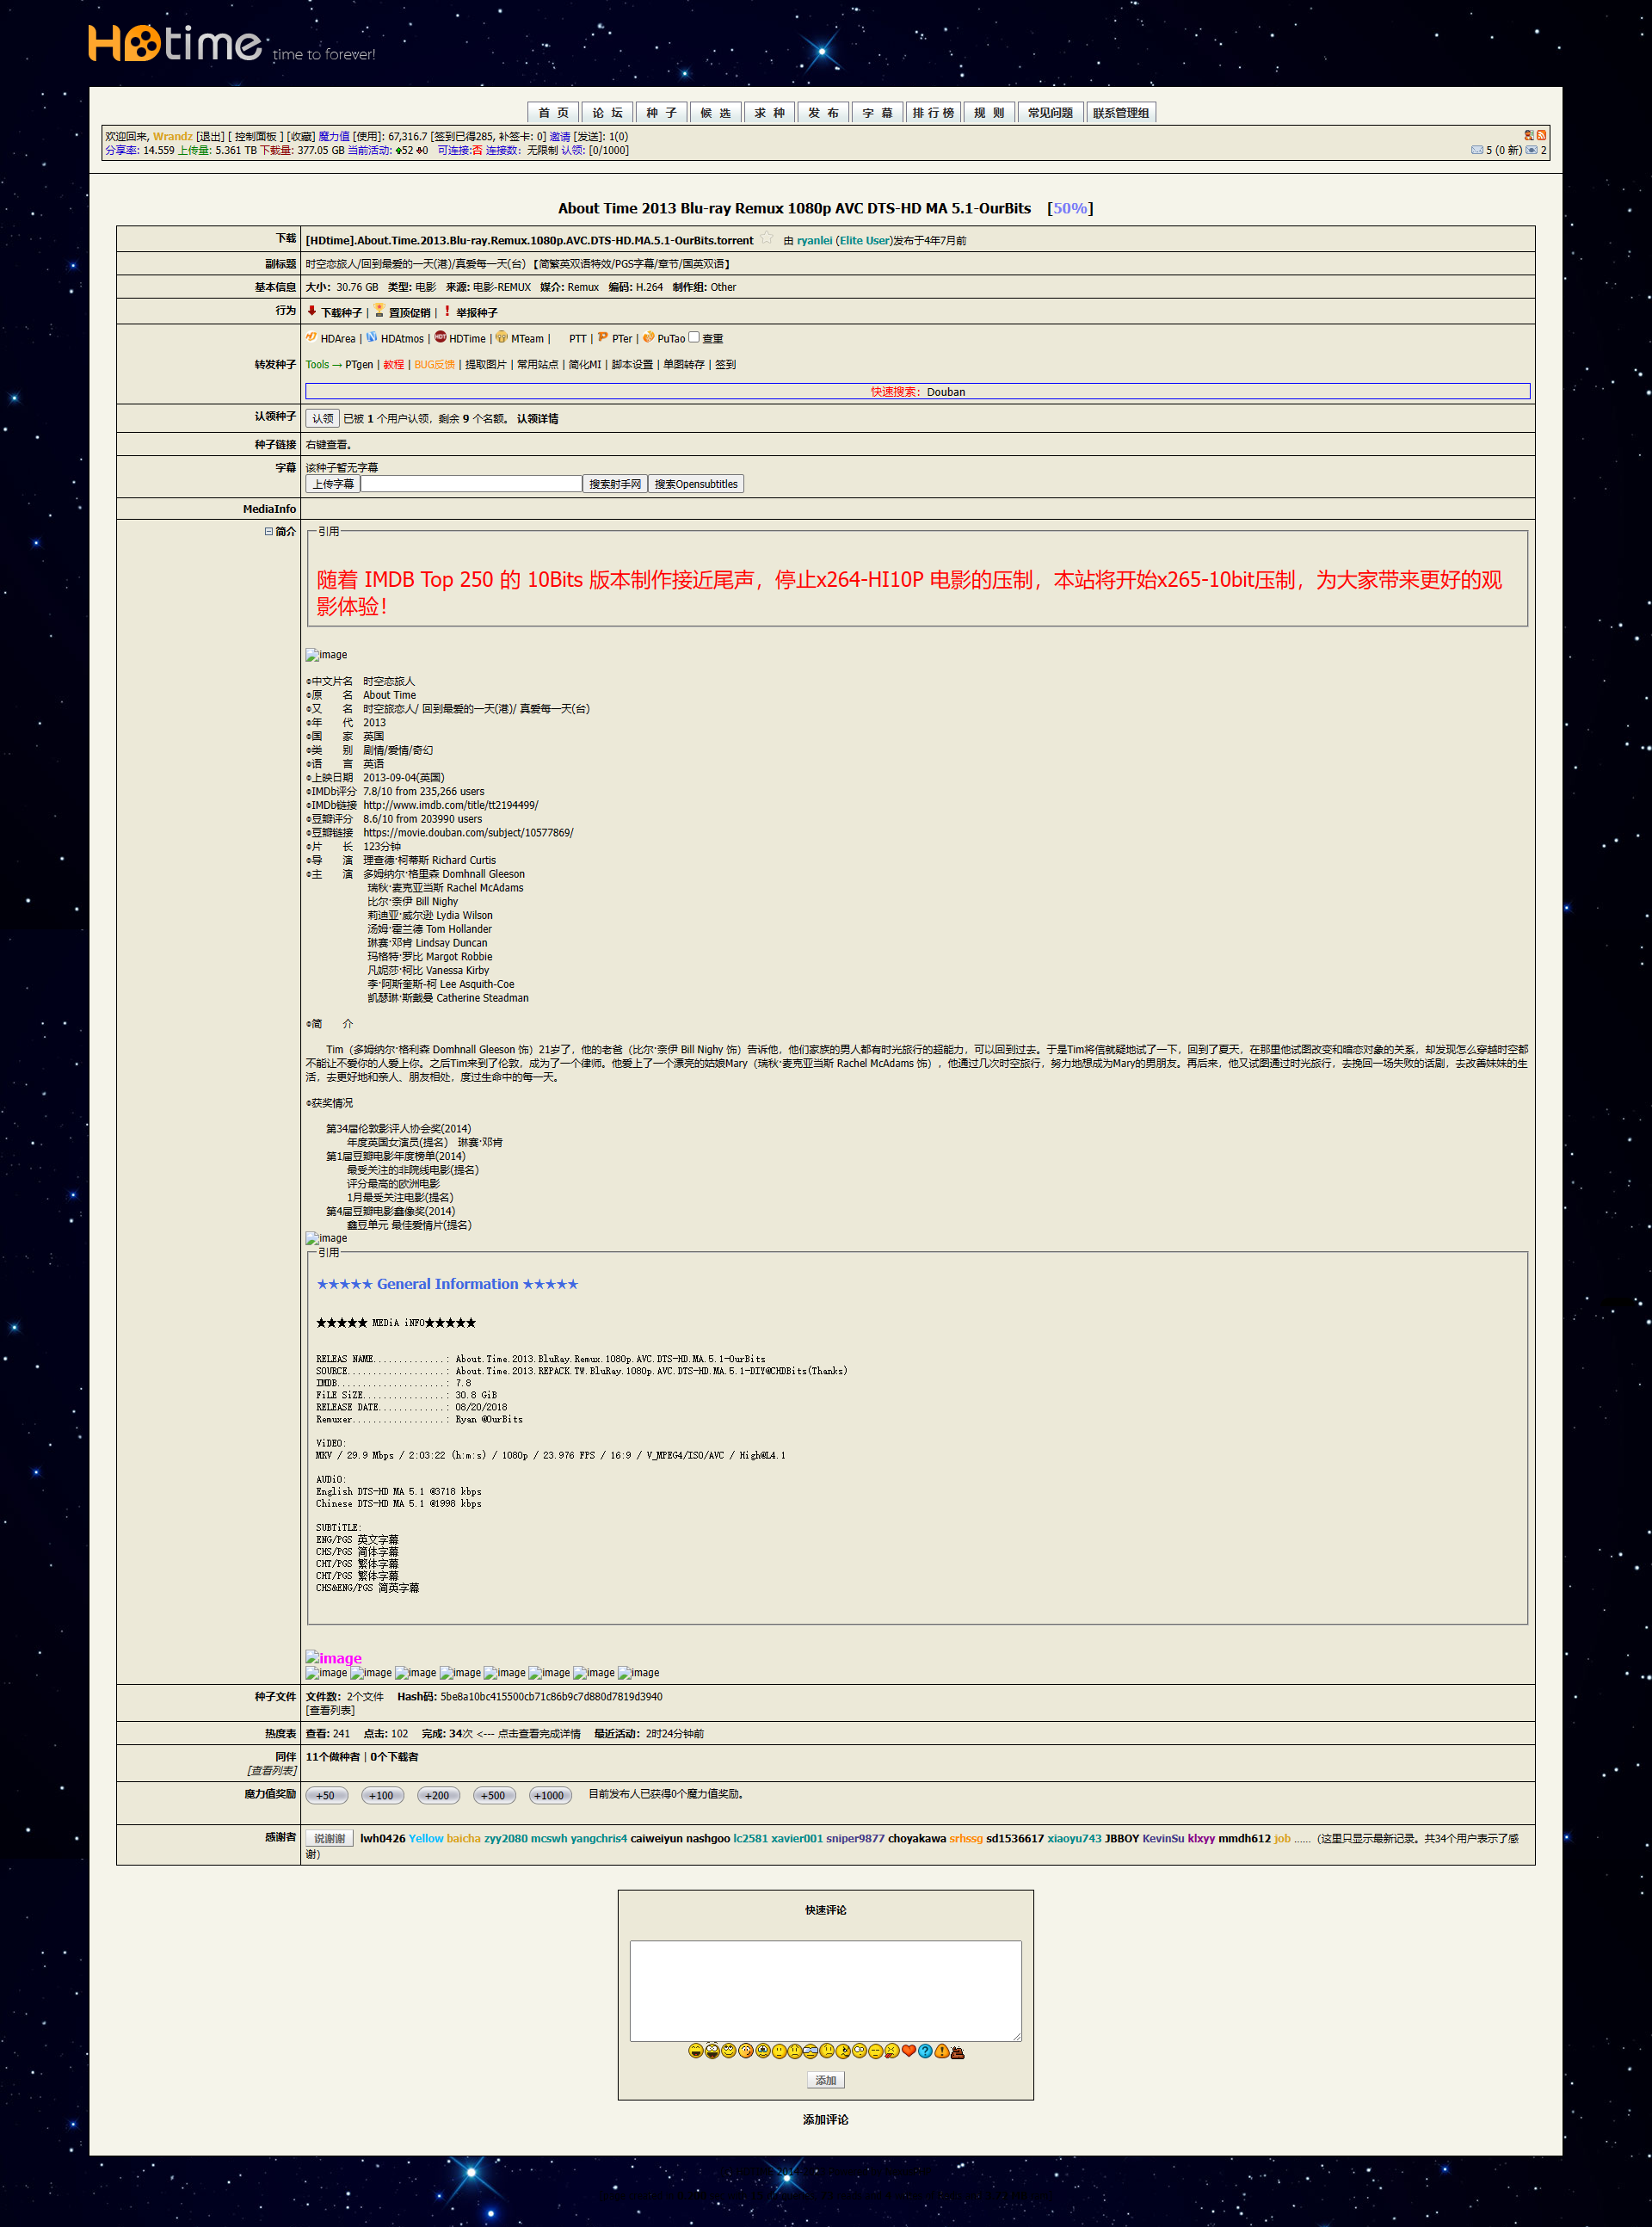 HDtime time to forever!
首 页 论 坛 种 子 候 选 求 种 发 布 字 幕 排 行 榜 规 则 常见问题 联系管理组
欢迎回来, Wrandz [退出] [ 控制面板 ] [收藏] 魔力值 [使用]: 67,316.7 [签到已得285, 补签卡: 0] 邀请 [发送]: 1(0)
分享率: 14.559 上传量: 5.361 TB 下载量: 377.05 GB 当前活动: 52 0 可连接:否 连接数: 无限制 认领: [0/1000]
5 (0 新) 2
About Time 2013 Blu-ray Remux 1080p AVC DTS-HD MA 5.1-OurBits [50%]
下载 [HDtime].About.Time.2013.Blu-ray.Remux.1080p.AVC.DTS-HD.MA.5.1-OurBits.torrent 由 ryanlei (Elite User)发布于4年7月前
副标题 时空恋旅人/回到最爱的一天(港)/真爱每一天(台) 【简繁英双语特效/PGS字幕/章节/国英双语】
基本信息 大小: 30.76 GB 类型: 电影 来源: 电影-REMUX 媒介: Remux 编码: H.264 制作组: Other
行为 下载种子 | 置顶促销 | 举报种子
HDArea | HDAtmos | HDTime | MTeam | PTT | PTer | PuTao 查重
转发种子 Tools → PTgen | 教程 | BUG反馈 | 提取图片 | 常用站点 | 简化MI | 脚本设置 | 单图转存 | 签到
快速搜索: Douban
认领种子 认领 已被 1 个用户认领，剩余 9 个名额。 认领详情
种子链接 右键查看。
字幕 该种子暂无字幕
上传字幕 搜索射手网 搜索Opensubtitles
MediaInfo
简介 引用
随着 IMDB Top 250 的 10Bits 版本制作接近尾声，停止x264-HI10P 电影的压制，本站将开始x265-10bit压制，为大家带来更好的观
影体验！
image
◎中文片名 时空恋旅人
◎原 名 About Time
◎又 名 时空旅恋人/ 回到最爱的一天(港)/ 真爱每一天(台)
◎年 代 2013
◎国 家 英国
◎类 别 剧情/爱情/奇幻
◎语 言 英语
◎上映日期 2013-09-04(英国)
◎IMDb评分 7.8/10 from 235,266 users
◎IMDb链接 http://www.imdb.com/title/tt2194499/
◎豆瓣评分 8.6/10 from 203990 users
◎豆瓣链接 https://movie.douban.com/subject/10577869/
◎片 长 123分钟
◎导 演 理查德·柯蒂斯 Richard Curtis
◎主 演 多姆纳尔·格里森 Domhnall Gleeson
瑞秋·麦克亚当斯 Rachel McAdams
比尔·奈伊 Bill Nighy
莉迪亚·威尔逊 Lydia Wilson
汤姆·霍兰德 Tom Hollander
琳赛·邓肯 Lindsay Duncan
玛格特·罗比 Margot Robbie
凡妮莎·柯比 Vanessa Kirby
李·阿斯奎斯-柯 Lee Asquith-Coe
凯瑟琳·斯戴曼 Catherine Steadman
◎简 介
Tim（多姆纳尔·格利森 Domhnall Gleeson 饰）21岁了，他的老爸（比尔·奈伊 Bill Nighy 饰）告诉他，他们家族的男人都有时光旅行的超能力，可以回到过去。于是Tim将信就疑地试了一下，回到了夏天，在那里他试图改变和暗恋对象的关系，却发现怎么穿越时空都
不能让不爱你的人爱上你。之后Tim来到了伦敦，成为了一个律师。他爱上了一个漂亮的姑娘Mary（瑞秋·麦克亚当斯 Rachel McAdams 饰），他通过几次时空旅行，努力地想成为Mary的男朋友。再后来，他又试图通过时光旅行，去挽回一场失败的话剧，去改善妹妹的生
活，去更好地和亲人、朋友相处，度过生命中的每一天。
◎获奖情况
第34届伦敦影评人协会奖(2014)
年度英国女演员(提名) 琳赛·邓肯
第1届豆瓣电影年度榜单(2014)
最受关注的非院线电影(提名)
评分最高的欧洲电影
1月最受关注电影(提名)
第4届豆瓣电影鑫像奖(2014)
鑫豆单元 最佳爱情片(提名)
image
引用
★★★★★ General Information ★★★★★
★★★★★ MEDiA iNFO★★★★★
RELEAS NAME..............: About.Time.2013.BluRay.Remux.1080p.AVC.DTS-HD.MA.5.1-OurBits
SOURCE...................: About.Time.2013.REPACK.TW.BluRay.1080p.AVC.DTS-HD.MA.5.1-DIY@CHDBits(Thanks)
IMDB.....................: 7.8
FiLE SiZE................: 30.8 GiB
RELEASE DATE.............: 08/20/2018
Remuxer..................: Ryan @OurBits
ViDEO:
MKV / 29.9 Mbps / 2:03:22 (h:m:s) / 1080p / 23.976 FPS / 16:9 / V_MPEG4/ISO/AVC / High@L4.1
AUDiO:
English DTS-HD MA 5.1 @3718 kbps
Chinese DTS-HD MA 5.1 @1998 kbps
SUBTiTLE:
ENG/PGS 英文字幕
CHS/PGS 简体字幕
CHT/PGS 繁体字幕
CHT/PGS 繁体字幕
CHS&ENG/PGS 简英字幕
image
image image image image image image image image
种子文件 文件数: 2个文件 Hash码: 5be8a10bc415500cb71c86b9c7d880d7819d3940
[查看列表]
热度表 查看: 241 点击: 102 完成: 34次 <--- 点击查看完成详情 最近活动: 2时24分钟前
同伴 11个做种者 | 0个下载者
[查看列表]
魔力值奖励 +50 +100 +200 +500 +1000 目前发布人已获得0个魔力值奖励。
感谢者 说谢谢 lwh0426 Yellow baicha zyy2080 mcswh yangchris4 caiweiyun nashgoo lc2581 xavier001 sniper9877 choyakawa srhssg sd1536617 xiaoyu743 JBBOY KevinSu klxyy mmdh612 job ......（这里只显示最新记录。共34个用户表示了感
谢）
快速评论
添加
添加评论